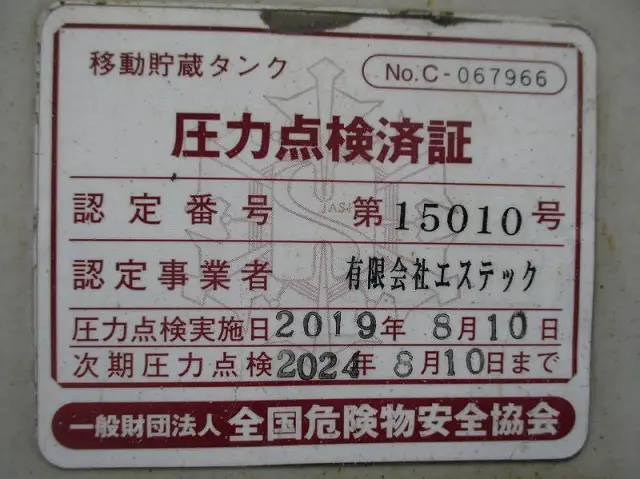 移動貯蔵タンク No.C-067966
圧力点検済証
認定番号 第15010号
認定事業者 有限会社エステック
圧力点検実施日2019年 8月10日
次期圧力点検2024年 8月10日まで
一般財団法人 全国危険物安全協会